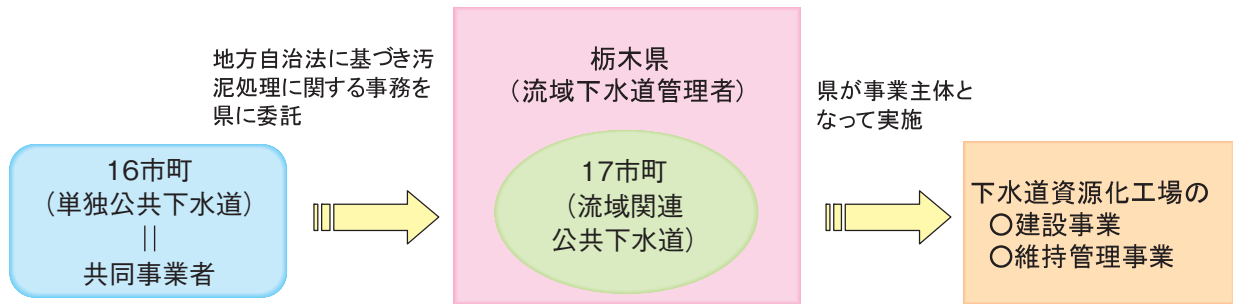 地方自治法に基づき汚
泥処理に関する事務を
県に委託
16市町
(単独公共下水道)
||
共同事業者
栃木県
(流域下水道管理者)
17市町
(流域関連
公共下水道)
県が事業主体と
なって実施
下水道資源化工場の
○建設事業
○維持管理事業